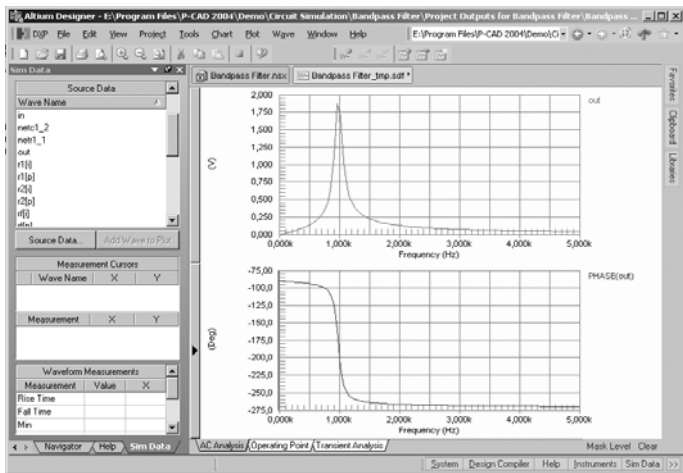 Altium Designer - E:\Program Files\P-CAD 2004\Demo\Circuit Simulation\Bandpass Filter\Project Outputs for Bandpass Filter\Bandpass ...
DXP File Edit View Project Tools Chart Plot Wave Window Help E:\Program Files\P-CAD 2004\Demo\Ci
Sim Data
Bandpass Filter.nsx
Bandpass Filter_tmp.sdf *
Source Data
Wave Name
in
netc1_2
netr1_1
out
r1[i]
r1[p]
r2[i]
r2[p]
rf[i]
rf[p]
Source Data...
Add Wave to Plot
Measurement Cursors
Wave Name X Y
Measurement X Y
Waveform Measurements
Measurement Value X
Rise Time
Fall Time
Min
Navigator Help Sim Data
2,000
1,750
1,500
1,250
1,000
0,750
0,500
0,250
0,000
(V)
out
0,000k 1,000k 2,000k 3,000k 4,000k 5,000k
Frequency (Hz)
-75,00
-100,0
-125,0
-150,0
-175,0
-200,0
-225,0
-250,0
-275,0
(Deg)
PHASE(out)
0,000k 1,000k 2,000k 3,000k 4,000k 5,000k
Frequency (Hz)
AC Analysis Operating Point Transient Analysis
Mask Level Clear
Favorites
Clipboard
Libraries
System Design Compiler Help Instruments Sim Data >>